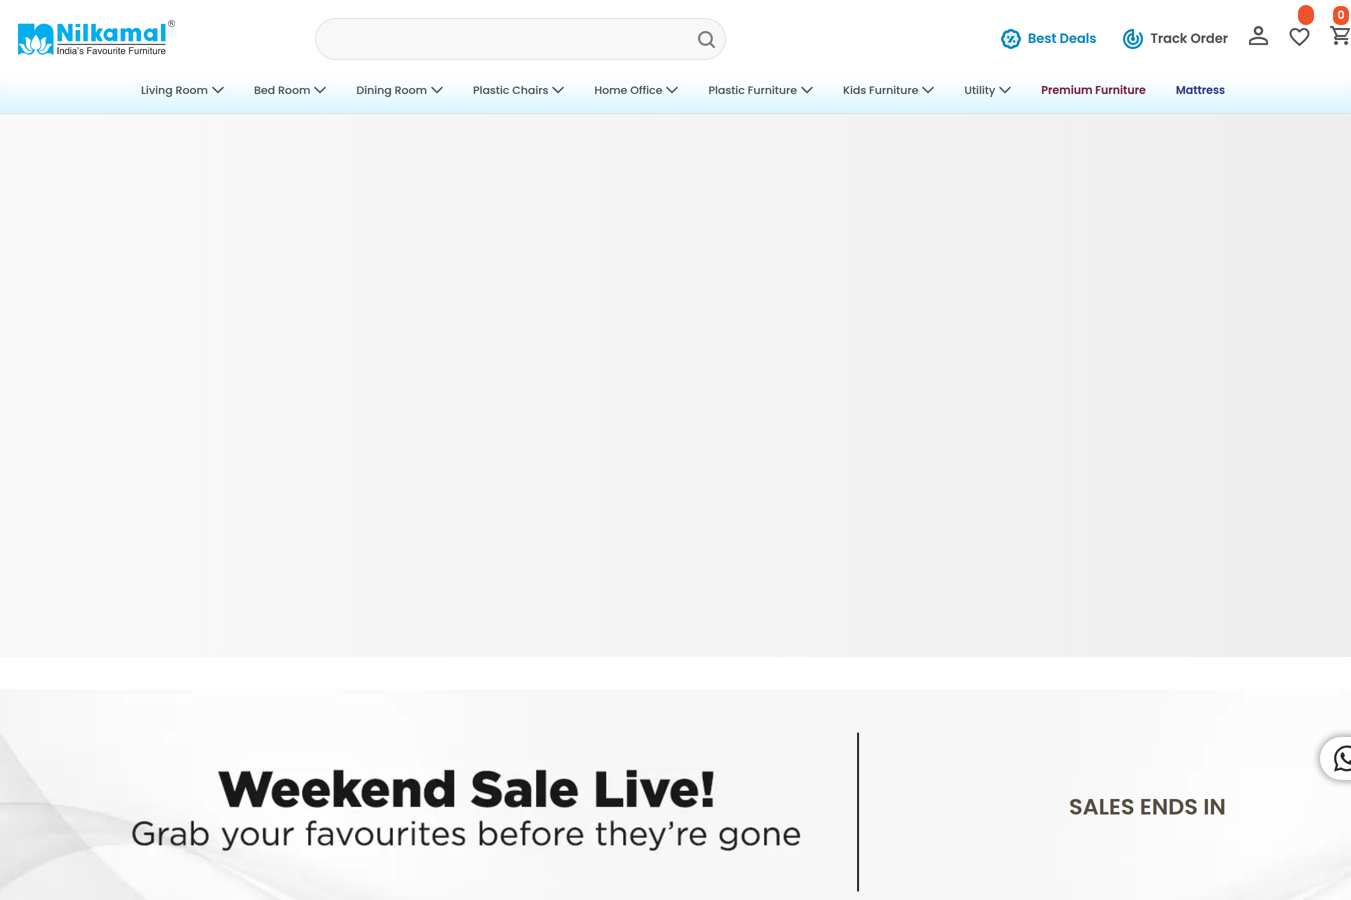 Nilkamal®
India's Favourite Furniture
Best Deals
Track Order
0
Living Room
Bed Room
Dining Room
Plastic Chairs
Home Office
Plastic Furniture
Kids Furniture
Utility
Premium Furniture
Mattress
Weekend Sale Live!
Grab your favourites before they're gone
SALES ENDS IN